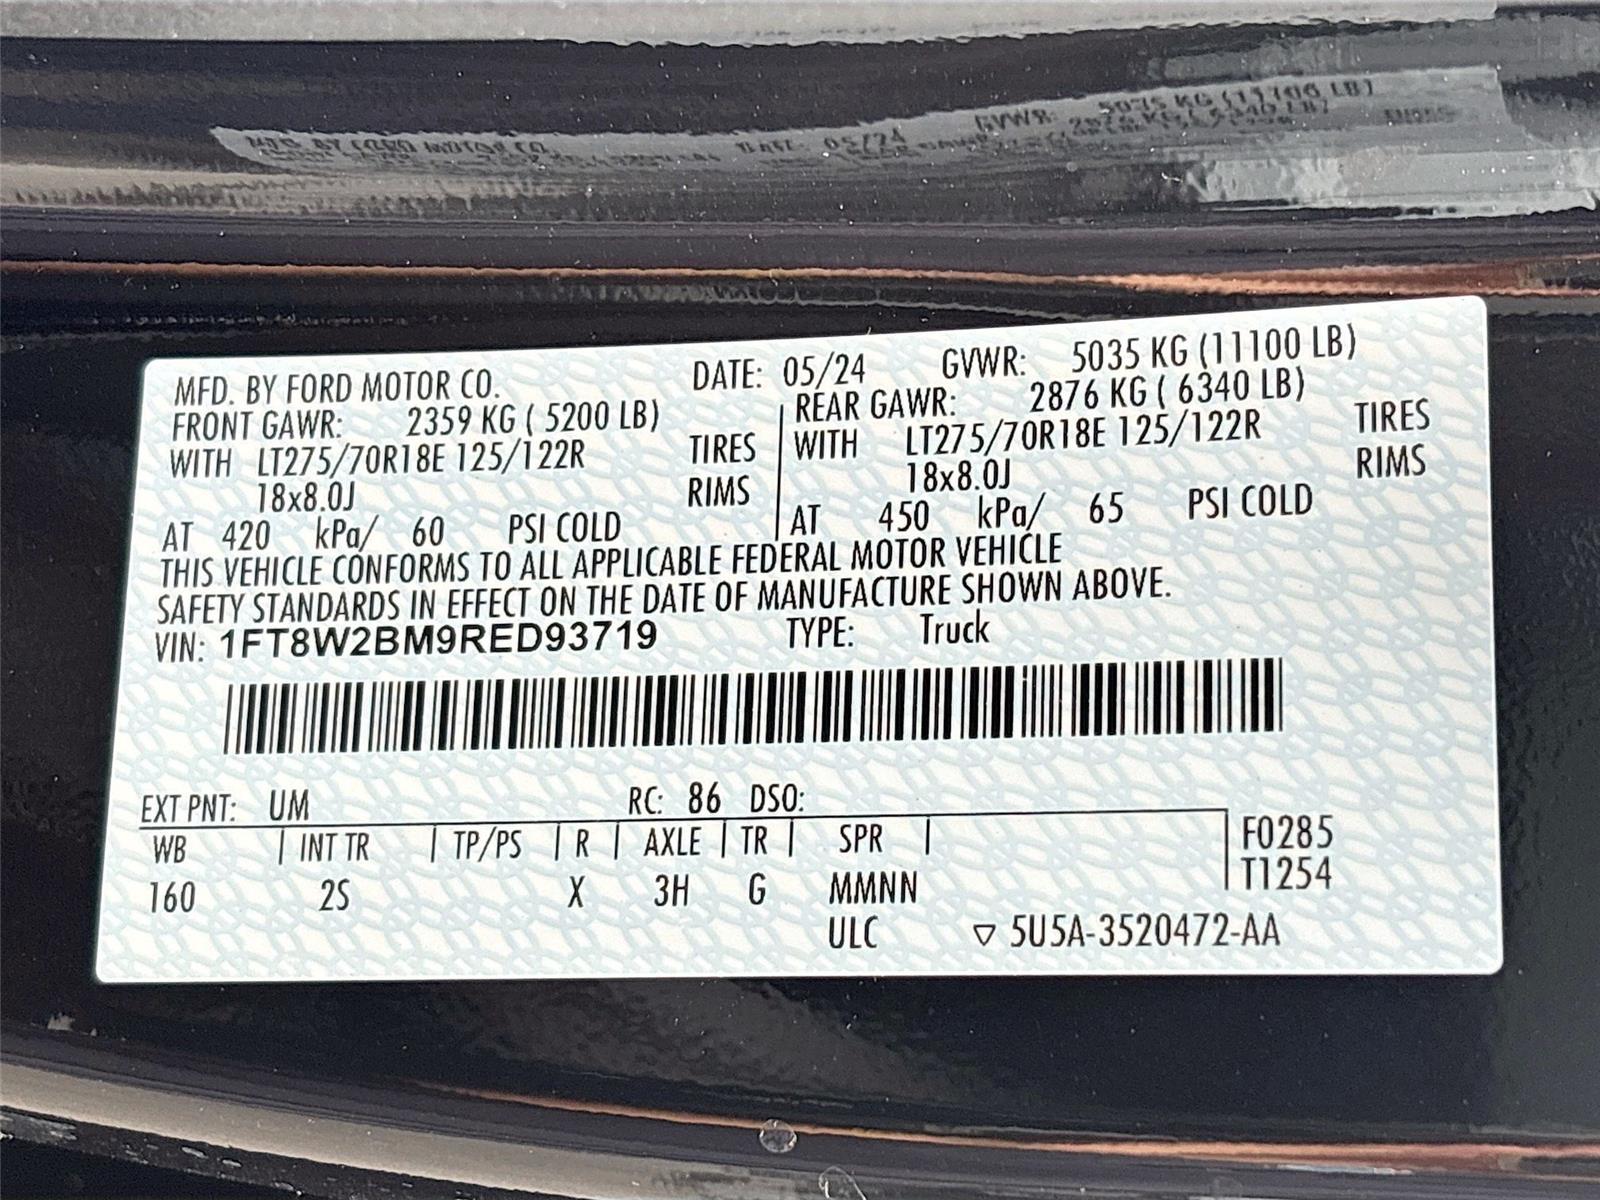 MFD. BY FORD MOTOR CO. DATE: 05/24 GVWR: 5035 KG (11100 LB)
FRONT GAWR: 2359 KG ( 5200 LB) REAR GAWR: 2876 KG ( 6340 LB)
WITH LT275/70R18E 125/122R TIRES WITH LT275/70R18E 125/122R TIRES
18x8.0J RIMS 18x8.0J RIMS
AT 420 kPa/ 60 PSI COLD AT 450 kPa/ 65 PSI COLD
THIS VEHICLE CONFORMS TO ALL APPLICABLE FEDERAL MOTOR VEHICLE
SAFETY STANDARDS IN EFFECT ON THE DATE OF MANUFACTURE SHOWN ABOVE.
VIN: 1FT8W2BM9RED93719 TYPE: Truck
EXT PNT: UM RC: 86 DSO:
WB INT TR TP/PS R AXLE TR SPR F0285
160 2S X 3H G MMNN T1254
ULC ▽ 5U5A-3520472-AA